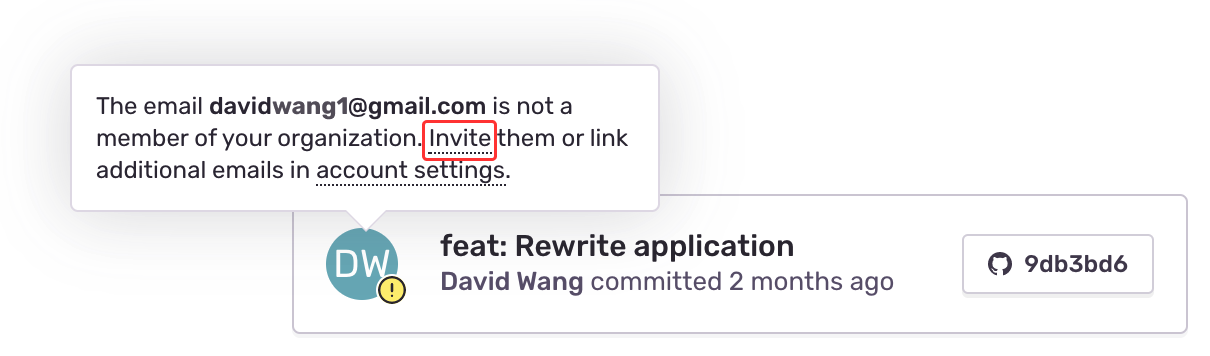 The email davidwang1@gmail.com is not a
member of your organization. Invite them or link
additional emails in account settings.
DW
!
feat: Rewrite application
David Wang committed 2 months ago
9db3bd6